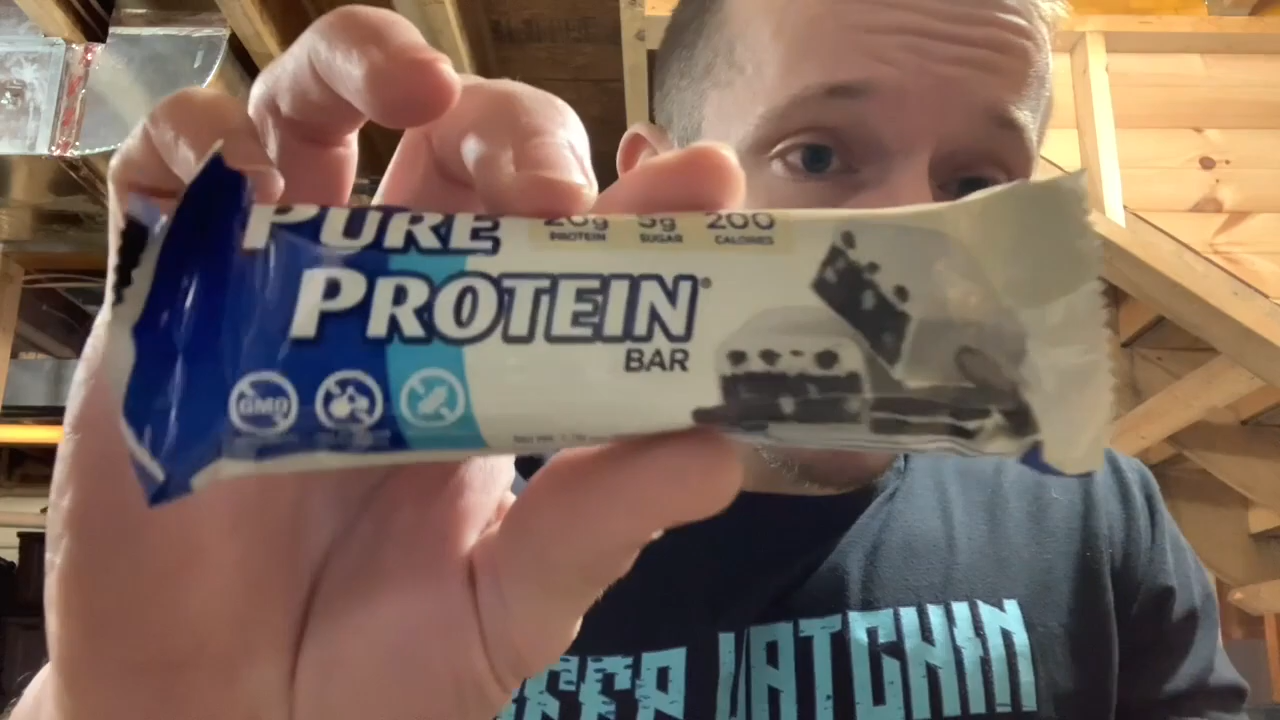 PURE
20g 5g 200
PROTEIN SUGAR CALORIES
PROTEIN®
BAR
GMO
WATCHIN